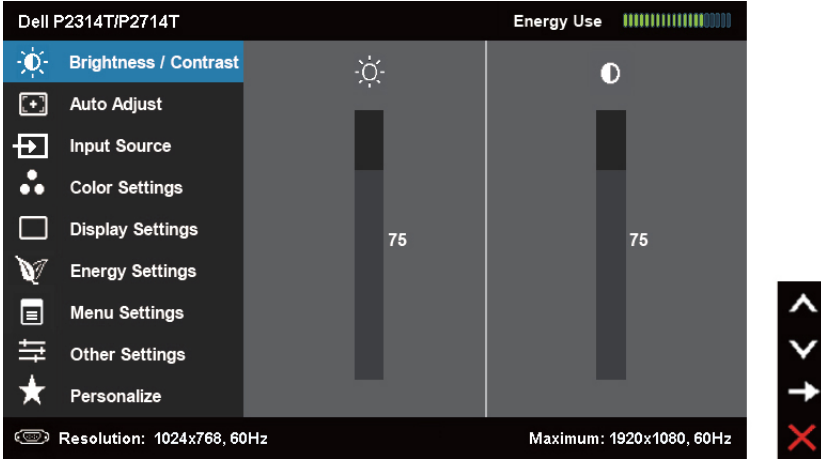 Dell P2314T/P2714T Energy Use
Brightness / Contrast
Auto Adjust
Input Source
Color Settings
Display Settings
75 75
Energy Settings
Menu Settings
Other Settings
Personalize
Resolution: 1024x768, 60Hz Maximum: 1920x1080, 60Hz